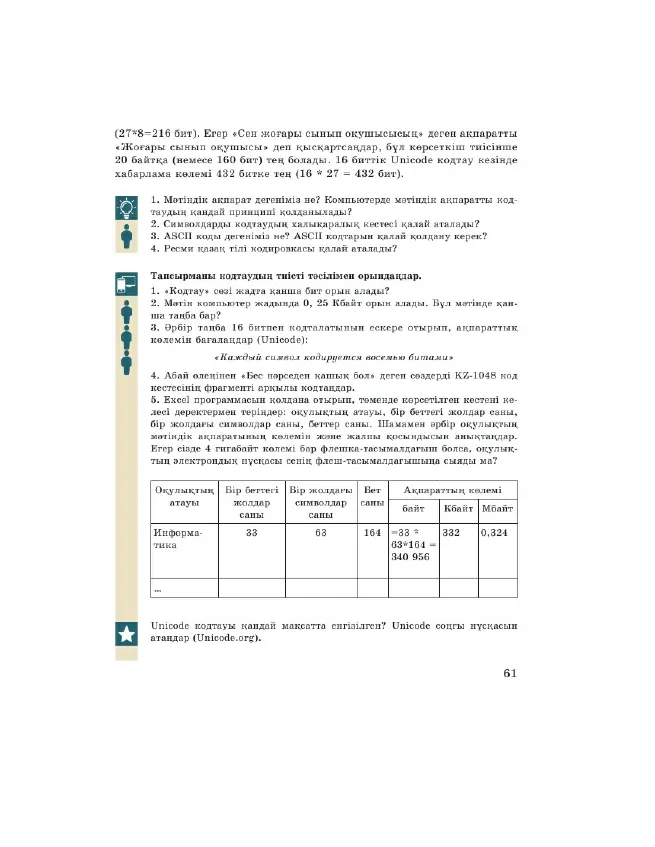 (27*8=216 бит). Егер «Сен жоғары сынып оқушысысың» деген ақпаратты
«Жоғары сынып оқушысы» деп қысқартсаңдар, бұл көрсеткіш тиісінше
20 байтқа (немесе 160 бит) тең болады. 16 биттік Unicode кодтау кезінде
хабарлама көлемі 432 битке тең (16 * 27 = 432 бит).
1. Мәтіндік ақпарат дегеніміз не? Компьютерде мәтіндік ақпаратты код-
таудың қандай принципі қолданылады?
2. Символдарды кодтаудың халықаралық кестесі қалай аталады?
3. ASCII коды дегеніміз не? ASCII кодтарын қалай қолдану керек?
4. Ресми қазақ тілі кодировкасы қалай аталады?
Тапсырманы кодтаудың тиісті тәсілімен орындаңдар.
1. «Кодтау» сөзі жадта қанша бит орын алады?
2. Мәтін компьютер жадында 0, 25 Кбайт орын алады. Бұл мәтінде қан-
ша таңба бар?
3. Әрбір таңба 16 битпен кодталатынын ескере отырып, ақпараттық
көлемін бағалаңдар (Unicode):
«Каждый символ кодируется восемью битами»
4. Абай өлеңінен «Бес нәрседен қашық бол» деген сөздерді KZ-1048 код
кестесінің фрагменті арқылы кодтаңдар.
5. Excel программасын қолдана отырып, төменде көрсетілген кестені ке-
лесі деректермен теріңдер: оқулықтың атауы, бір беттегі жолдар саны,
бір жолдағы символдар саны, беттер саны. Шамамен әрбір оқулықтың
мәтіндік ақпаратының көлемін және жалпы қосындысын анықтаңдар.
Егер сізде 4 гигабайт көлемі бар флешка-тасымалдағыш болса, оқулық-
тың электрондық нұсқасы сенің флеш-тасымалдағышыңа сыяды ма?
Оқулықтың Бір беттегі Бір жолдағы Бет Ақпараттың көлемі
атауы жолдар символдар саны байт Кбайт Мбайт
саны саны
Информа- 33 63 164 =33 * 332 0,324
тика 63*164 =
340 956
...
Unicode кодтауы қандай мақсатта енгізілген? Unicode соңғы нұсқасын
атаңдар (Unicode.org).
61